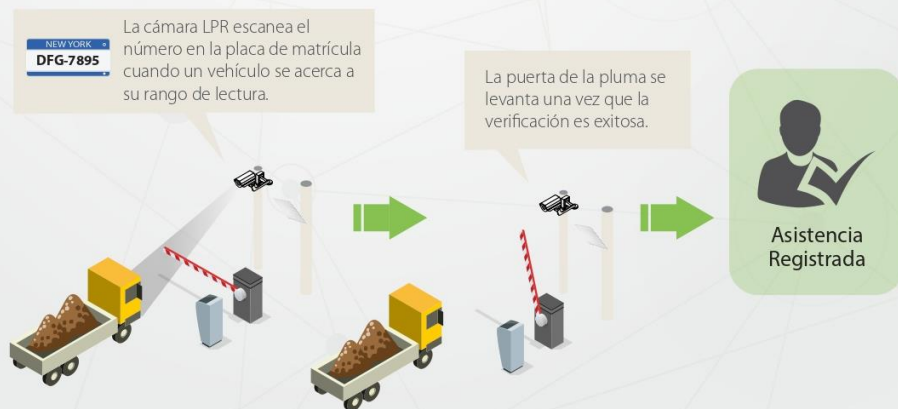 NEW YORK
DFG-7895
La cámara LPR escanea el
número en la placa de matrícula
cuando un vehículo se acerca a
su rango de lectura.
La puerta de la pluma se
levanta una vez que la
verificación es exitosa.
Asistencia
Registrada